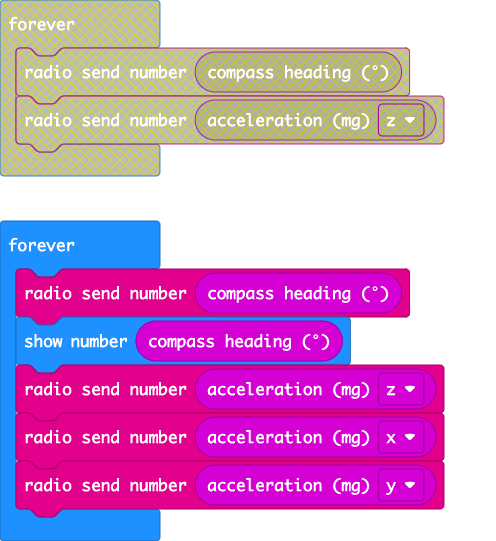 forever
radio send number compass heading (°)
radio send number acceleration (mg) z
forever
radio send number compass heading (°)
show number compass heading (°)
radio send number acceleration (mg) z
radio send number acceleration (mg) x
radio send number acceleration (mg) y